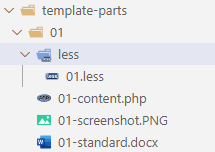 template-parts
01
less
01.less
01-content.php
01-screenshot.PNG
01-standard.docx